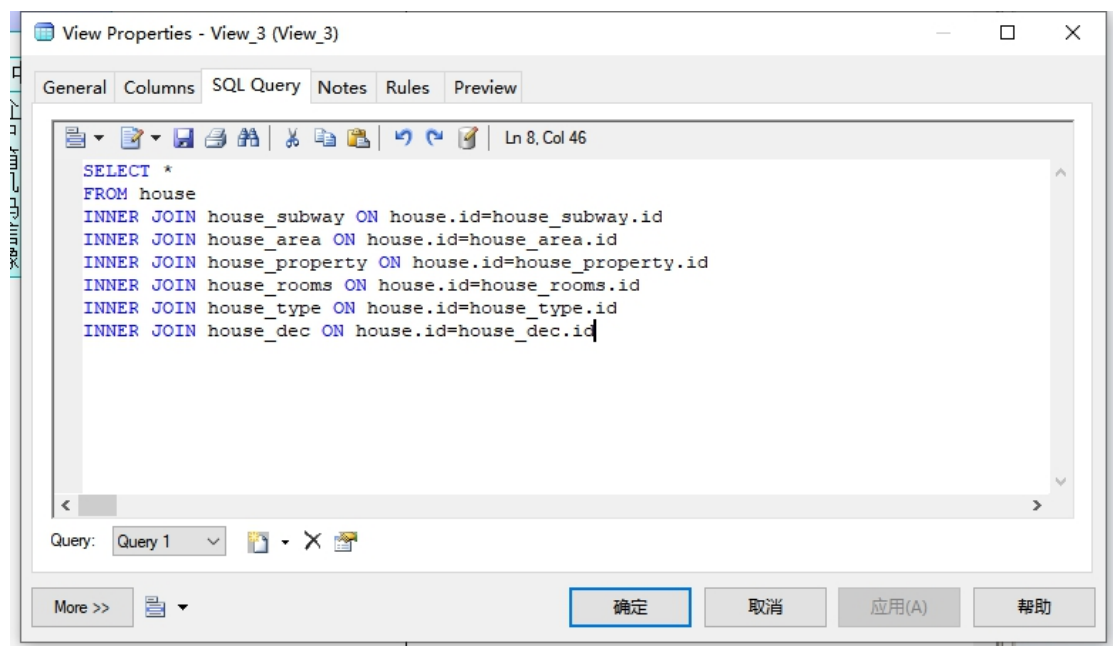 View Properties - View_3 (View_3)
General Columns SQL Query Notes Rules Preview
Ln 8, Col 46
SELECT *
FROM house
INNER JOIN house_subway ON house.id=house_subway.id
INNER JOIN house_area ON house.id=house_area.id
INNER JOIN house_property ON house.id=house_property.id
INNER JOIN house_rooms ON house.id=house_rooms.id
INNER JOIN house_type ON house.id=house_type.id
INNER JOIN house_dec ON house.id=house_dec.id
Query: Query 1
More >> 确定 取消 应用(A) 帮助